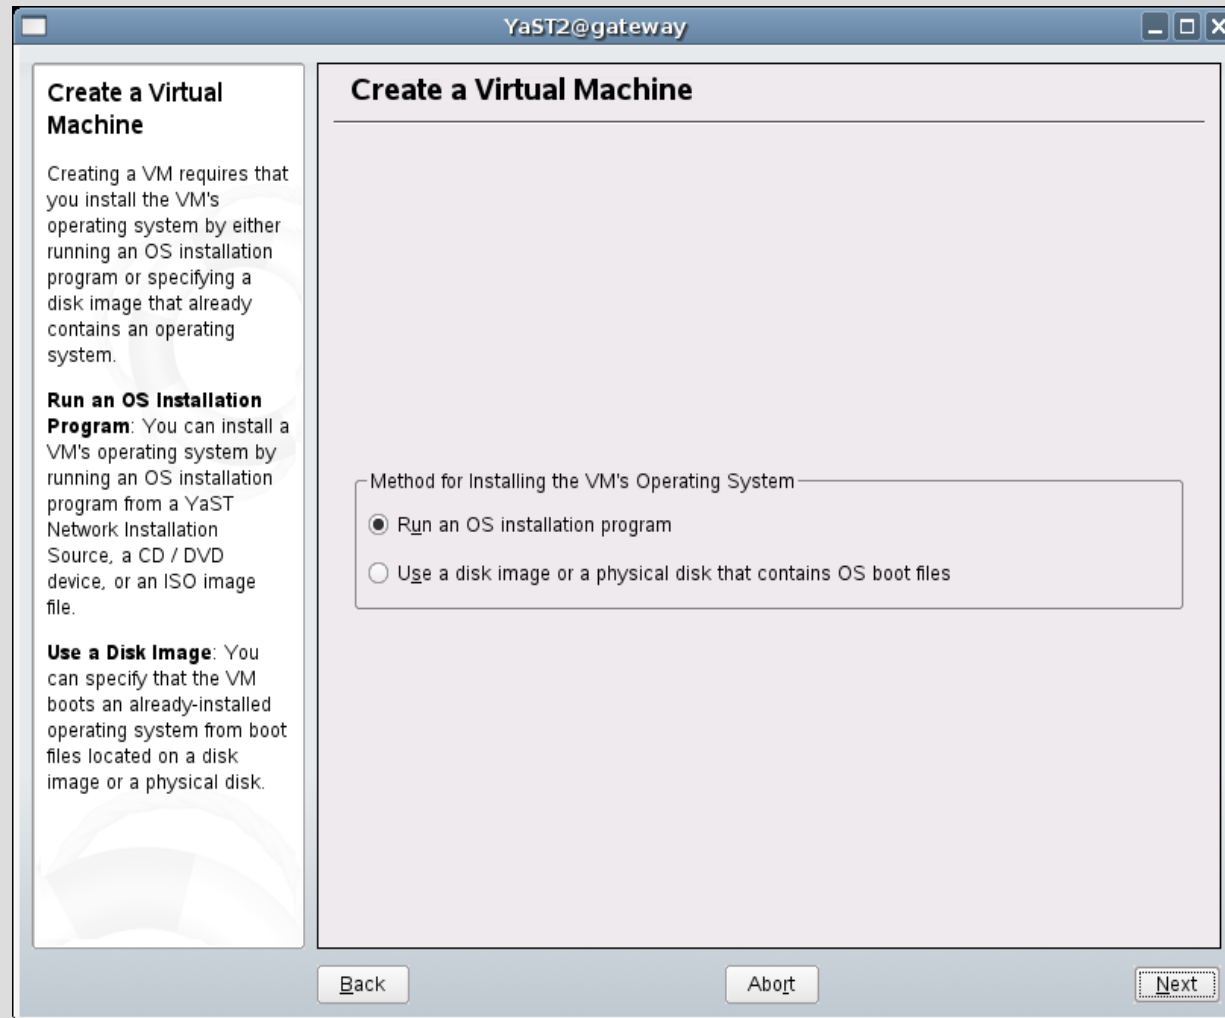 YaST2@gateway
Create a Virtual
Machine
Creating a VM requires that
you install the VM's
operating system by either
running an OS installation
program or specifying a
disk image that already
contains an operating
system.
Run an OS Installation
Program: You can install a
VM's operating system by
running an OS installation
program from a YaST
Network Installation
Source, a CD / DVD
device, or an ISO image
file.
Use a Disk Image: You
can specify that the VM
boots an already-installed
operating system from boot
files located on a disk
image or a physical disk.
Create a Virtual Machine
Method for Installing the VM's Operating System
Run an OS installation program
Use a disk image or a physical disk that contains OS boot files
Back
Abort
Next